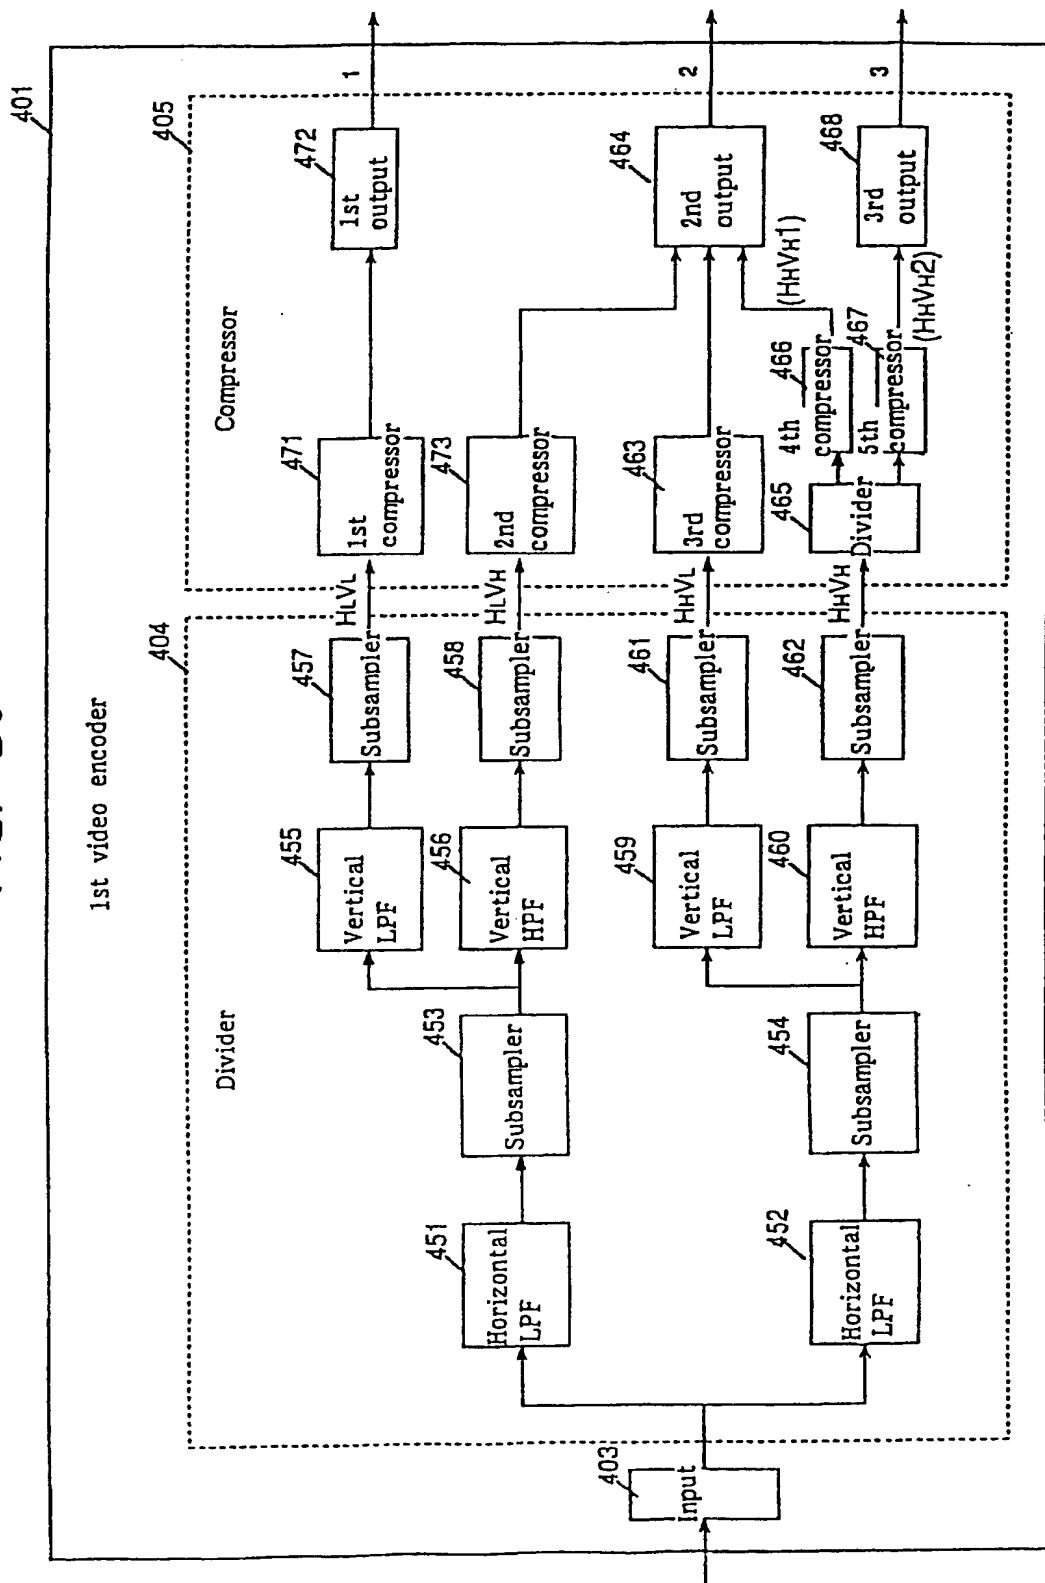 401
1st video encoder
404
405
Divider
Compressor
403
Input
451
Horizontal
LPF
452
Horizontal
LPF
453
Subsampler
454
Subsampler
455
Vertical
LPF
456
Vertical
HPF
459
Vertical
LPF
460
Vertical
HPF
457
Subsampler
458
Subsampler
461
Subsampler
462
Subsampler
HLVL
HLVH
HHVL
HHVH
471
1st
compressor
473
2nd
compressor
463
3rd
compressor
465
Divider
4th
466
compressor
5th
467
compressor
(HHVH1)
(HHVH2)
472
1st
output
464
2nd
output
468
3rd
output
1
2
3